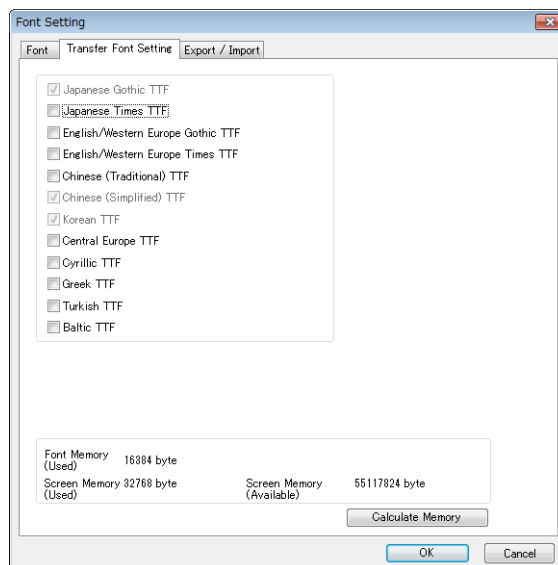 Font Setting
Font Transfer Font Setting Export / Import
Japanese Gothic TTF
Japanese Times TTF
English/Western Europe Gothic TTF
English/Western Europe Times TTF
Chinese (Traditional) TTF
Chinese (Simplified) TTF
Korean TTF
Central Europe TTF
Cyrillic TTF
Greek TTF
Turkish TTF
Baltic TTF
Font Memory
(Used) 16384 byte
Screen Memory 32768 byte Screen Memory 55117824 byte
(Used) (Available)
Calculate Memory
OK Cancel